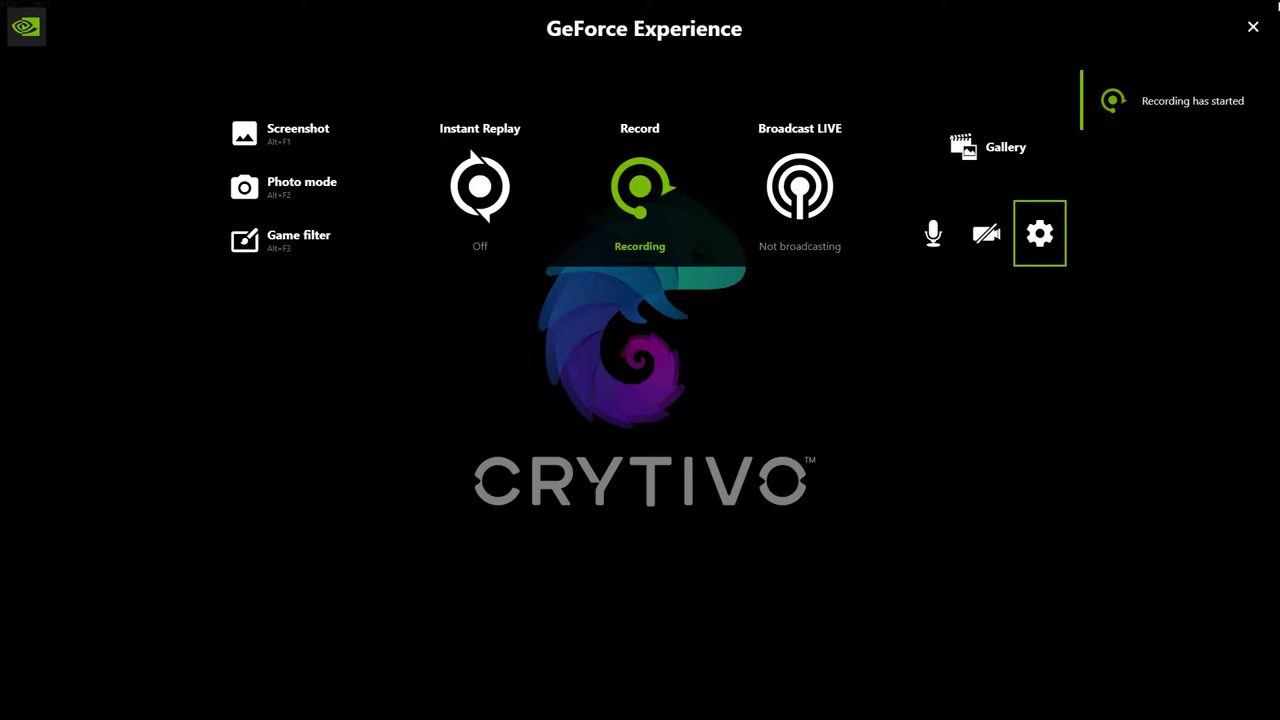 GeForce Experience
Recording has started
Screenshot
Alt+F1
Photo mode
Alt+F2
Game filter
Alt+F3
Instant Replay
Off
Record
Recording
Broadcast LIVE
Not broadcasting
Gallery
CRYTIVO™